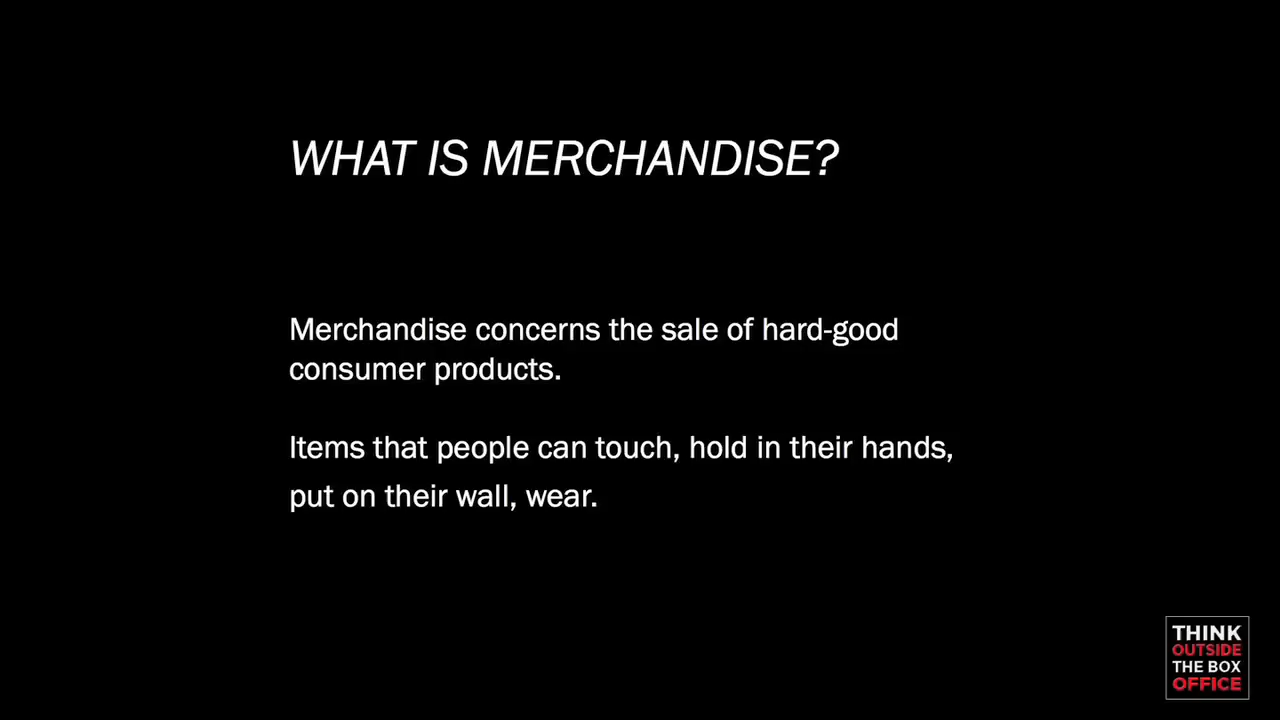 WHAT IS MERCHANDISE?
Merchandise concerns the sale of hard-good
consumer products.
Items that people can touch, hold in their hands,
put on their wall, wear.
THINK
OUTSIDE
THE BOX
OFFICE